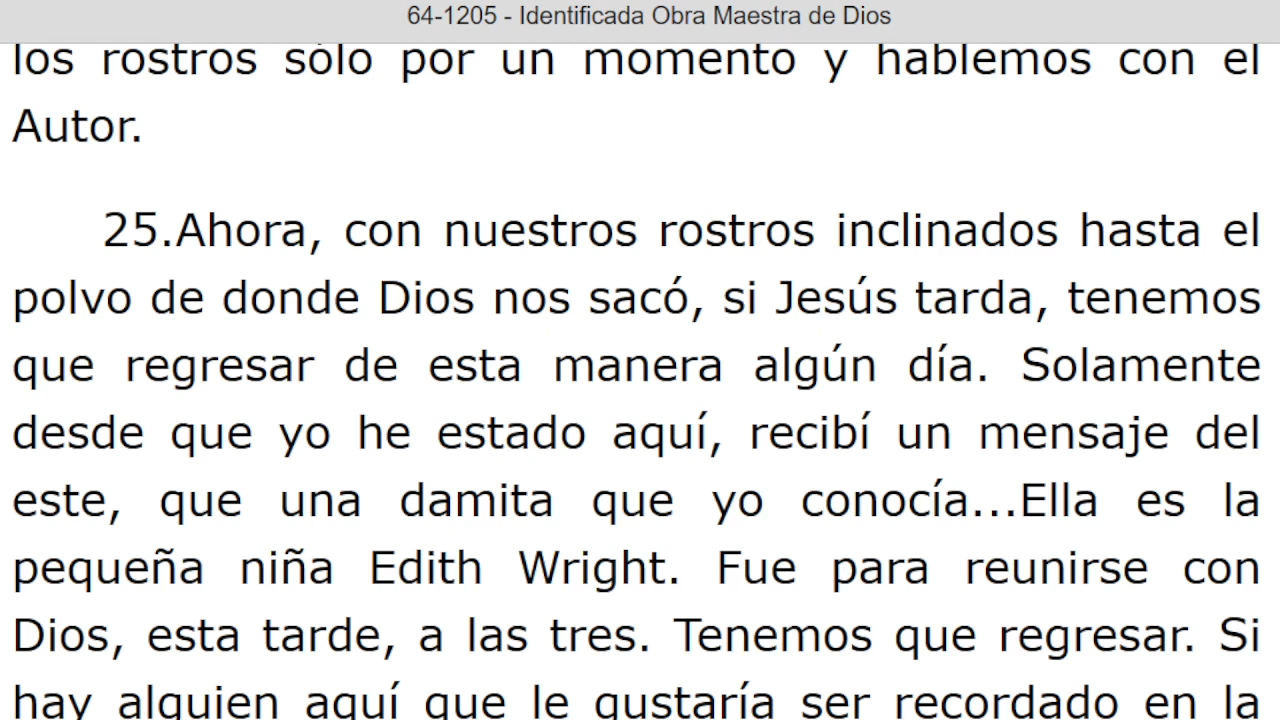 64-1205 - Identificada Obra Maestra de Dios
los rostros sólo por un momento y hablemos con el
Autor.
25.Ahora, con nuestros rostros inclinados hasta el
polvo de donde Dios nos sacó, si Jesús tarda, tenemos
que regresar de esta manera algún día. Solamente
desde que yo he estado aquí, recibí un mensaje del
este, que una damita que yo conocía...Ella es la
pequeña niña Edith Wright. Fue para reunirse con
Dios, esta tarde, a las tres. Tenemos que regresar. Si
hay alguien aquí que le gustaría ser recordado en la